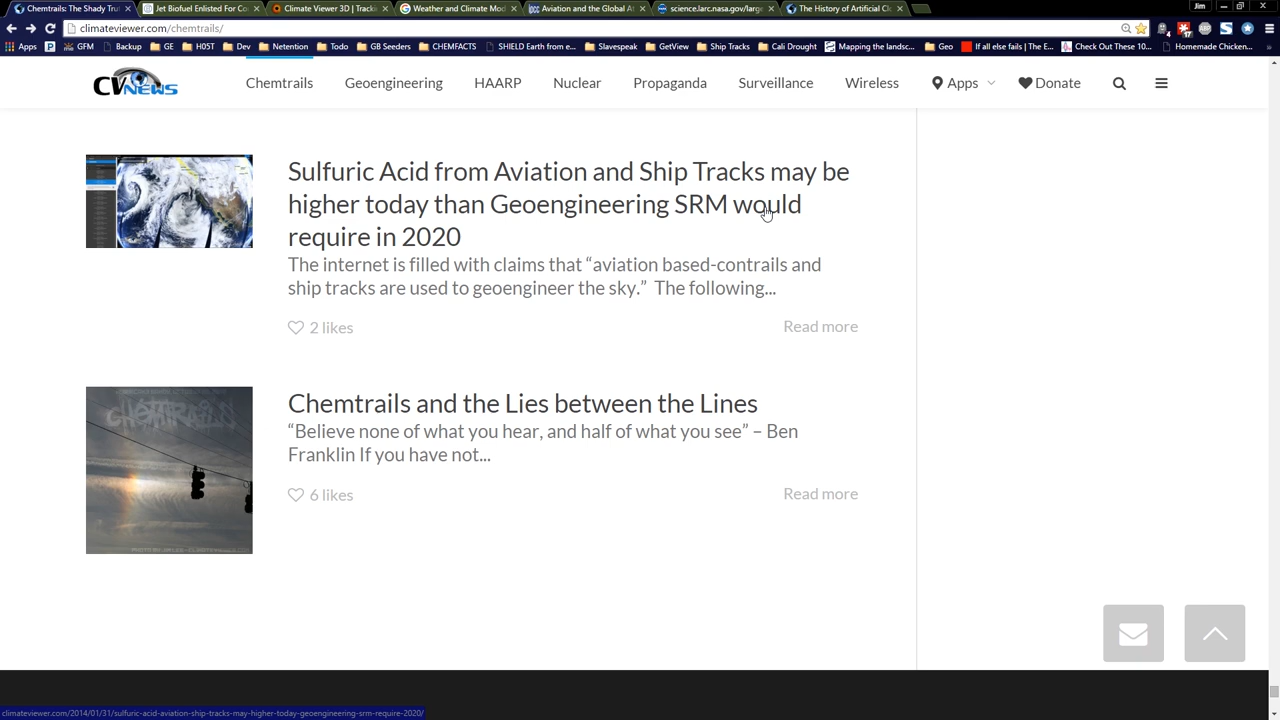 Chemtrails: The Shady Tru
Jet Biofuel Enlisted For Co
Climate Viewer 3D | Tracki
Weather and Climate Mod
Aviation and the Global At
science.larc.nasa.gov/large
The History of Artificial Cl
Jim
climateviewer.com/chemtrails/
Apps
GFM
Backup
GE
H05T
Dev
Netention
Todo
GB Seeders
CHEMFACTS
SHIELD Earth from e...
Slavespeak
GetView
Ship Tracks
Cali Drought
Mapping the landsc...
Geo
If all else fails | The E...
Check Out These 10...
Homemade Chicken...
CV NEWS
Chemtrails
Geoengineering
HAARP
Nuclear
Propaganda
Surveillance
Wireless
Apps
Donate
Sulfuric Acid from Aviation and Ship Tracks may be
higher today than Geoengineering SRM would
require in 2020
The internet is filled with claims that “aviation based-contrails and
ship tracks are used to geoengineer the sky.” The following...
2 likes
Read more
CHEMTRAILS
Chemtrails and the Lies between the Lines
“Believe none of what you hear, and half of what you see” – Ben
Franklin If you have not...
6 likes
Read more
climateviewer.com/2014/01/31/sulfuric-acid-aviation-ship-tracks-may-higher-today-geoengineering-srm-require-2020/